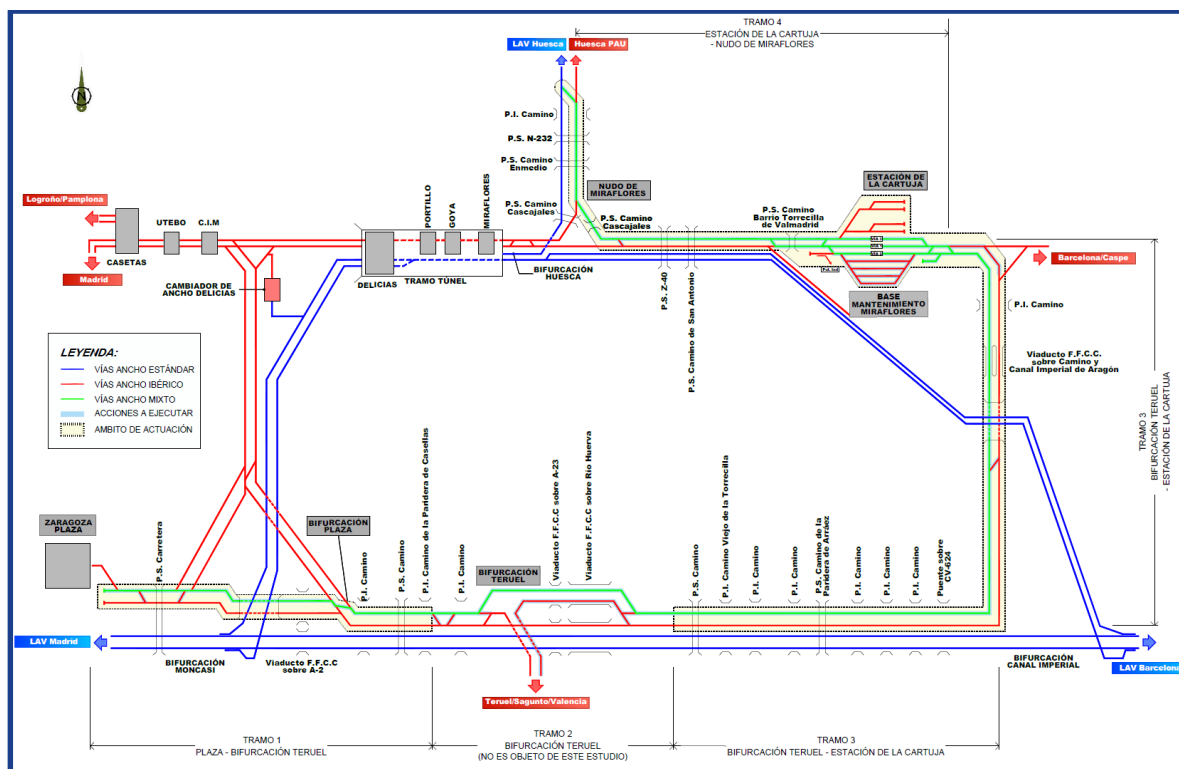 TRAMO 4
ESTACIÓN DE LA CARTUJA
- NUDO DE MIRAFLORES
LAV Huesca
Huesca PAU
N
P.I. Camino
P.S. N-232
P.S. Camino
Enmedio
NUDO DE
MIRAFLORES
ESTACIÓN DE
LA CARTUJA
Logroño/Pamplona
UTEBO
C.I.M
PORTILLO
GOYA
MIRAFLORES
P.S. Camino
Cascajales
P.S. Camino
Cascajales
P.S. Camino
Barrio Torrecilla
de Valmadrid
CASETAS
Madrid
DELICIAS
TRAMO TÚNEL
BIFURCACIÓN
HUESCA
Barcelona/Caspe
CAMBIADOR DE
ANCHO DELICIAS
P.S. Z-40
P.S. Camino de San Antonio
BASE
MANTENIMIENTO
MIRAFLORES
P.I. Camino
LEYENDA:
VÍAS ANCHO ESTÁNDAR
VÍAS ANCHO IBÉRICO
VÍAS ANCHO MIXTO
ACCIONES A EJECUTAR
AMBITO DE ACTUACIÓN
Viaducto F.F.C.C.
sobre Camino y
Canal Imperial de Aragón
TRAMO 3
BIFURCACIÓN TERUEL
- ESTACIÓN DE LA CARTUJA
ZARAGOZA
PLAZA
P.S. Carretera
BIFURCACIÓN
PLAZA
P.I. Camino
P.S. Camino
P.I. Camino de la Paridera de Casellas
P.I. Camino
BIFURCACIÓN
TERUEL
Viaducto F.F.C.C sobre A-23
Viaducto F.F.C.C sobre Río Huerva
P.S. Camino
P.I. Camino Viejo de la Torrecilla
P.I. Camino
P.I. Camino
P.S. Camino de la
Paridera de Arráez
P.I. Camino
P.I. Camino
P.I. Camino
Puente sobre
CV-624
LAV Madrid
BIFURCACIÓN
MONCASI
Viaducto F.F.C.C
sobre A-2
Teruel/Sagunto/Valencia
BIFURCACIÓN
CANAL IMPERIAL
LAV Barcelona
TRAMO 1
PLAZA - BIFURCACIÓN TERUEL
TRAMO 2
BIFURCACIÓN TERUEL
(NO ES OBJETO DE ESTE ESTUDIO)
TRAMO 3
BIFURCACIÓN TERUEL - ESTACIÓN DE LA CARTUJA